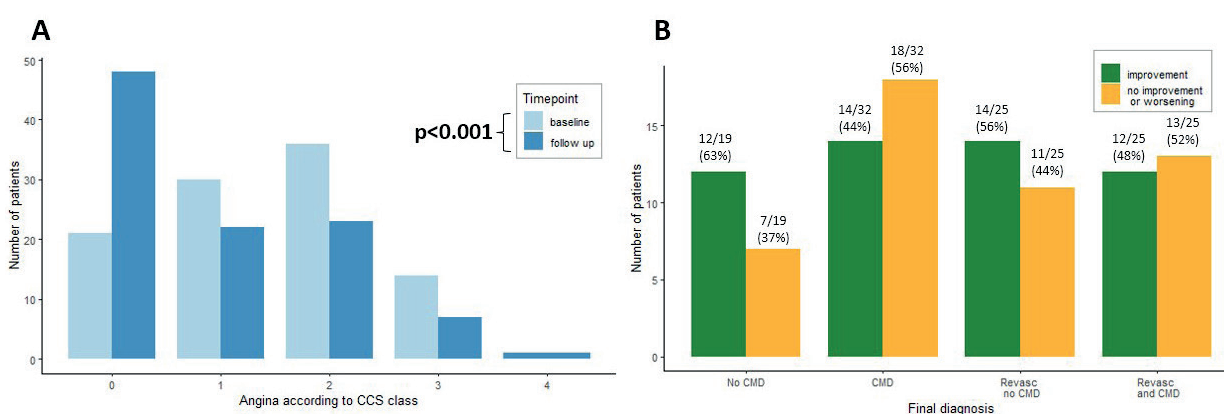 A
Number of patients
50
40
30
20
10
0
Timepoint
baseline
follow up
p<0.001
0 1 2 3 4
Angina according to CCS class
B
Number of patients
15
10
5
0
improvement
no improvement
or worsening
12/19
(63%)
7/19
(37%)
14/32
(44%)
18/32
(56%)
14/25
(56%)
11/25
(44%)
12/25
(48%)
13/25
(52%)
No CMD
CMD
Revasc
no CMD
Revasc
and CMD
Final diagnosis